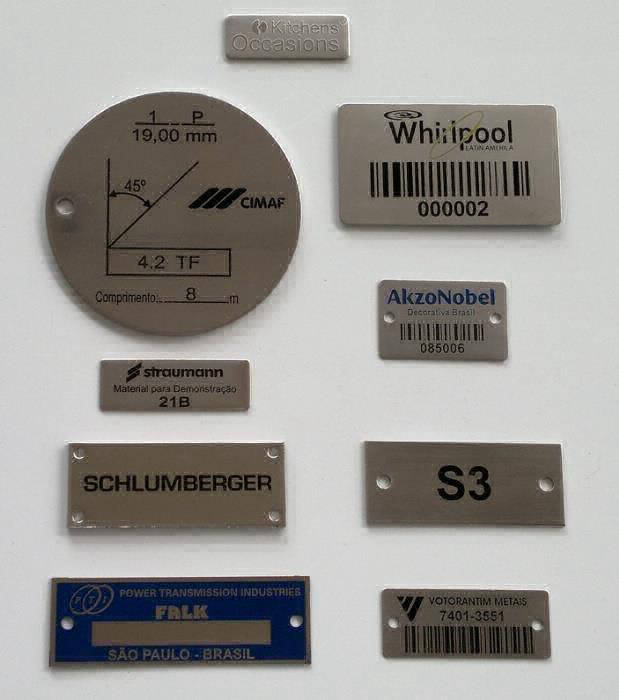 Kitchens
Occasions
1 P
19,00 mm
45º
CIMAF
4.2 TF
Comprimento: 8 m
Whirlpool
LATIN AMERICA
000002
AkzoNobel
Decorativa Brasil
085006
straumann
Material para Demonstração
21B
SCHLUMBERGER
S3
PTI POWER TRANSMISSION INDUSTRIES
FALK
SÃO PAULO - BRASIL
VOTORANTIM METAIS
7401-3551